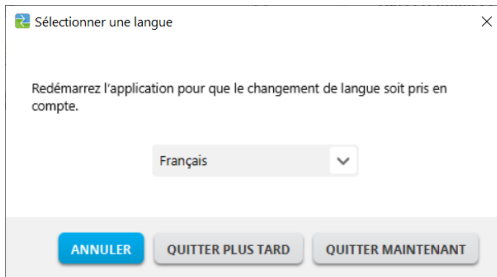 Sélectionner une langue
Redémarrez l'application pour que le changement de langue soit pris en
compte.
Français
ANNULER QUITTER PLUS TARD QUITTER MAINTENANT